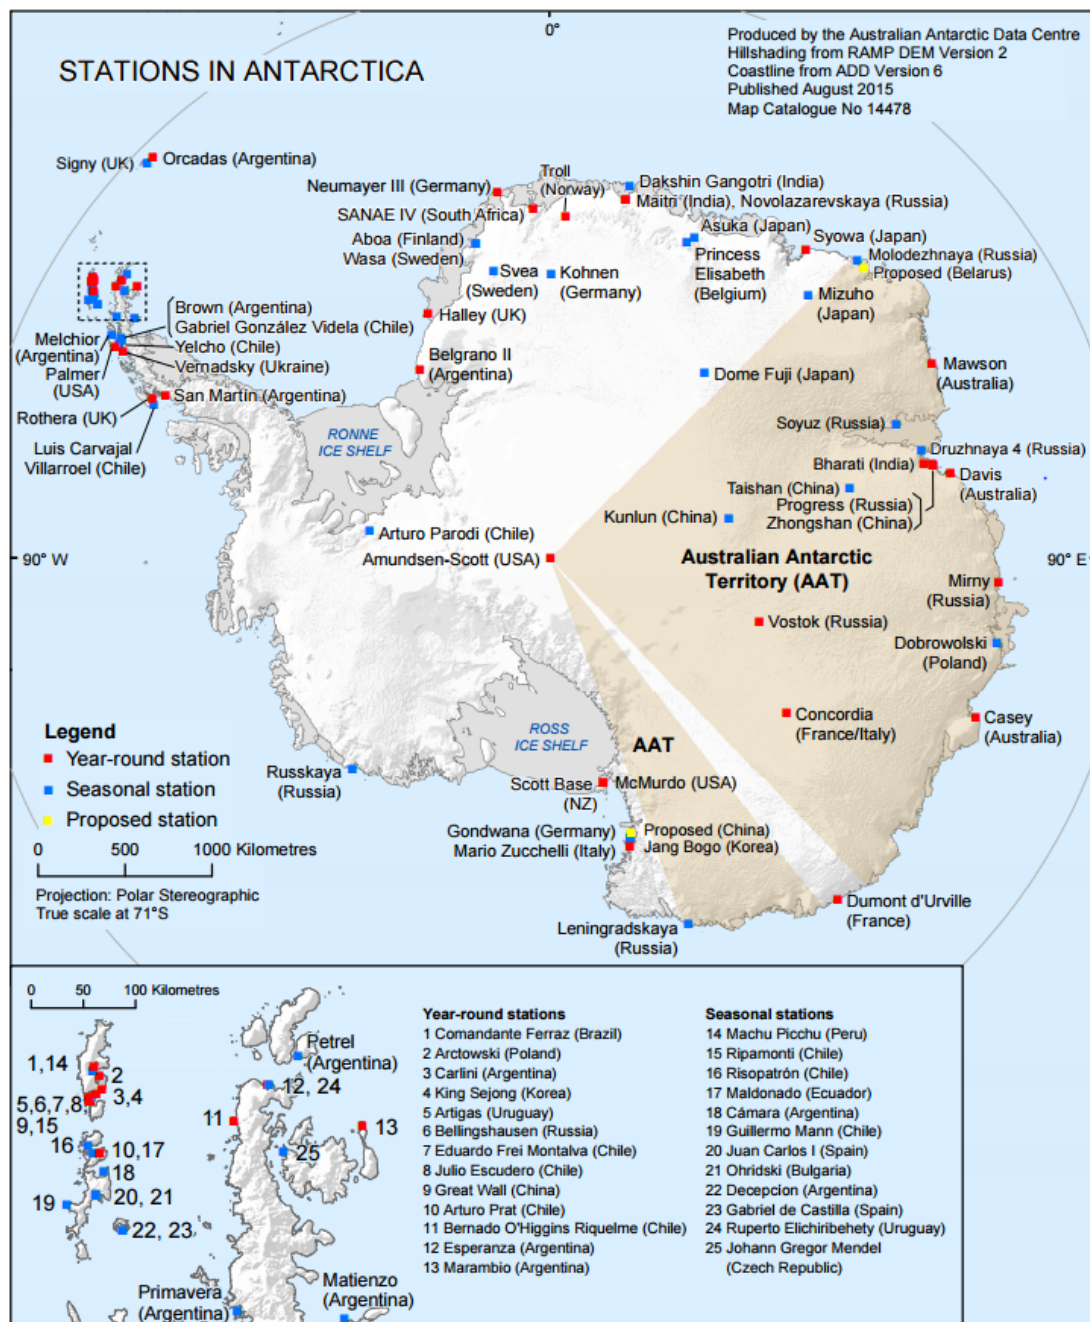 0°
STATIONS IN ANTARCTICA
Produced by the Australian Antarctic Data Centre
Hillshading from RAMP DEM Version 2
Coastline from ADD Version 6
Published August 2015
Map Catalogue No 14478
Signy (UK)
Orcadas (Argentina)
Neumayer III (Germany)
Troll
(Norway)
Dakshin Gangotri (India)
Maitri (India), Novolazarevskaya (Russia)
SANAE IV (South Africa)
Asuka (Japan)
Syowa (Japan)
Aboa (Finland)
Wasa (Sweden)
Princess
Elisabeth
(Belgium)
Molodezhnaya (Russia)
Proposed (Belarus)
Svea
(Sweden)
Kohnen
(Germany)
Mizuho
(Japan)
Brown (Argentina)
Gabriel González Videla (Chile)
Halley (UK)
Melchior
(Argentina)
Yelcho (Chile)
Palmer
(USA)
Vernadsky (Ukraine)
Belgrano II
(Argentina)
Dome Fuji (Japan)
Mawson
(Australia)
San Martín (Argentina)
Rothera (UK)
Luis Carvajal
Villarroel (Chile)
RONNE
ICE SHELF
Soyuz (Russia)
Druzhnaya 4 (Russia)
Bharati (India)
Davis
(Australia)
Taishan (China)
Progress (Russia)
Zhongshan (China)
Kunlun (China)
Arturo Parodi (Chile)
90° W
Amundsen-Scott (USA)
Australian Antarctic
Territory (AAT)
90° E
Mirny
(Russia)
Vostok (Russia)
Dobrowolski
(Poland)
Concordia
(France/Italy)
Casey
(Australia)
ROSS
ICE SHELF
AAT
Legend
Year-round station
Seasonal station
Proposed station
0 500 1000 Kilometres
Projection: Polar Stereographic
True scale at 71°S
Russkaya
(Russia)
Scott Base
(NZ)
McMurdo (USA)
Gondwana (Germany)
Proposed (China)
Mario Zucchelli (Italy)
Jang Bogo (Korea)
Dumont d'Urville
(France)
Leningradskaya
(Russia)
0 50 100 Kilometres
Petrel
(Argentina)
1, 14
2
3,4
5,6,7,8,
9,15
12, 24
11
13
16
10, 17
25
18
19
20, 21
22, 23
Primavera
(Argentina)
Matienzo
(Argentina)
Year-round stations
1 Comandante Ferraz (Brazil)
2 Arctowski (Poland)
3 Carlini (Argentina)
4 King Sejong (Korea)
5 Artigas (Uruguay)
6 Bellingshausen (Russia)
7 Eduardo Frei Montalva (Chile)
8 Julio Escudero (Chile)
9 Great Wall (China)
10 Arturo Prat (Chile)
11 Bernado O'Higgins Riquelme (Chile)
12 Esperanza (Argentina)
13 Marambio (Argentina)
Seasonal stations
14 Machu Picchu (Peru)
15 Ripamonti (Chile)
16 Risopatrón (Chile)
17 Maldonado (Ecuador)
18 Cámara (Argentina)
19 Guillermo Mann (Chile)
20 Juan Carlos I (Spain)
21 Ohridski (Bulgaria)
22 Decepcion (Argentina)
23 Gabriel de Castilla (Spain)
24 Ruperto Elichiribehety (Uruguay)
25 Johann Gregor Mendel
(Czech Republic)